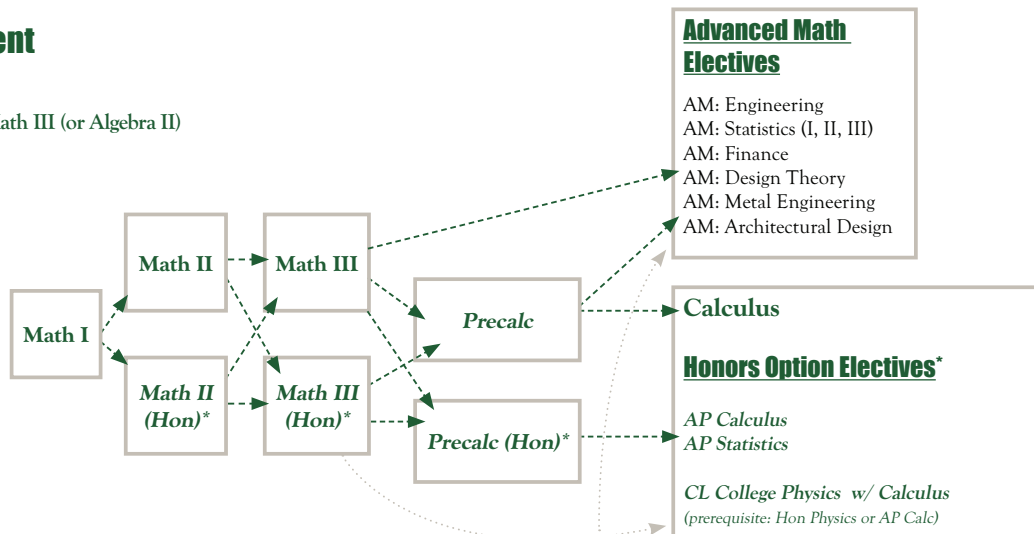 Advanced Math
Electives
AM: Engineering
AM: Statistics (I, II, III)
AM: Finance
AM: Design Theory
AM: Metal Engineering
AM: Architectural Design
III (or Algebra II)
Math I
Math II
Math II
(Hon)*
Math III
Math III
(Hon)*
Precalc
Precalc (Hon)*
Calculus
Honors Option Electives*
AP Calculus
AP Statistics
CL College Physics w/ Calculus
(prerequisite: Hon Physics or AP Calc)